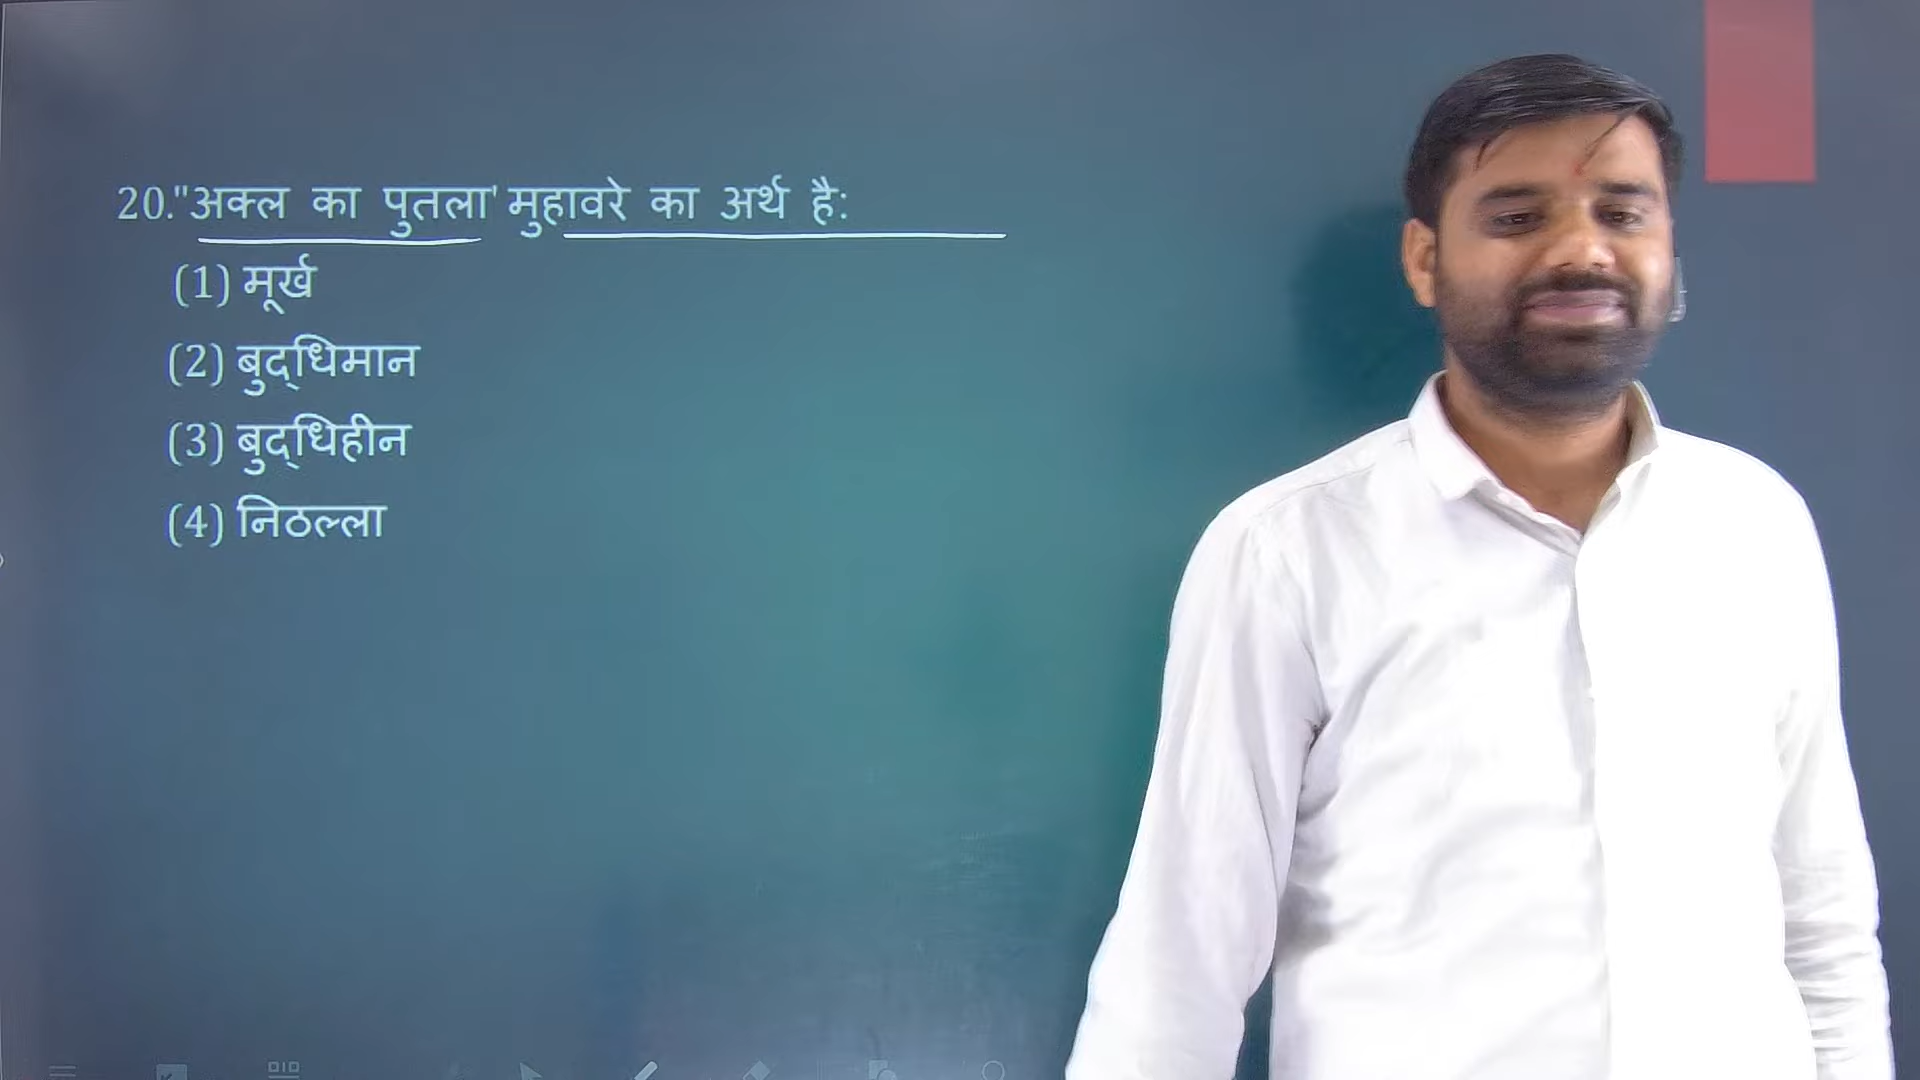 20."अक्ल का पुतला' मुहावरे का अर्थ है:
(1) मूर्ख
(2) बुद्धिमान
(3) बुद्धिहीन
(4) निठल्ला